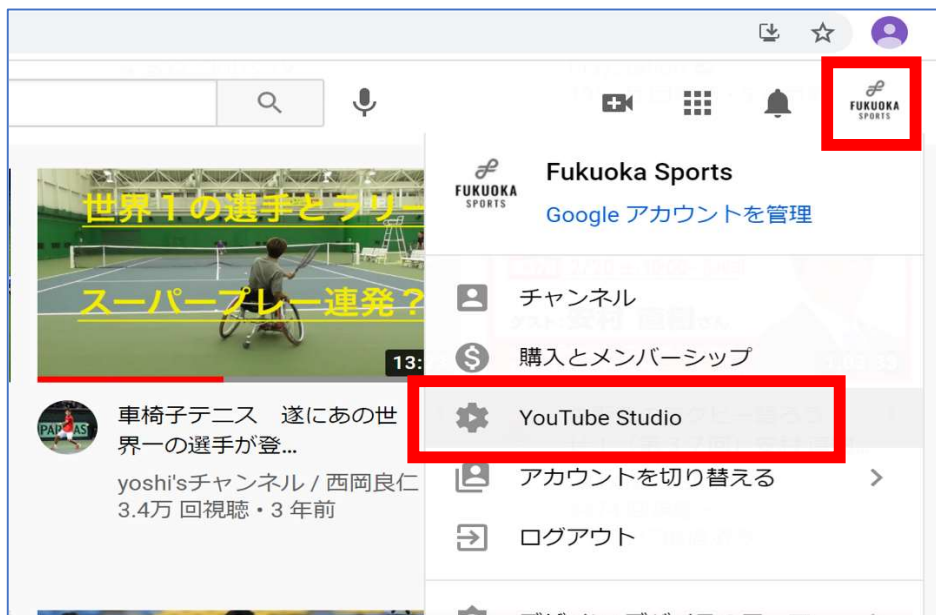 FUKUOKA
SPORTS
FUKUOKA
SPORTS
Fukuoka Sports
Google アカウントを管理
世界1の選手とラリー
スーパープレー連発?
13:
チャンネル
購入とメンバーシップ
YouTube Studio
アカウントを切り替える
ログアウト
車椅子テニス 遂にあの世
界一の選手が登...
yoshi'sチャンネル / 西岡良仁
3.4万 回視聴・3 年前